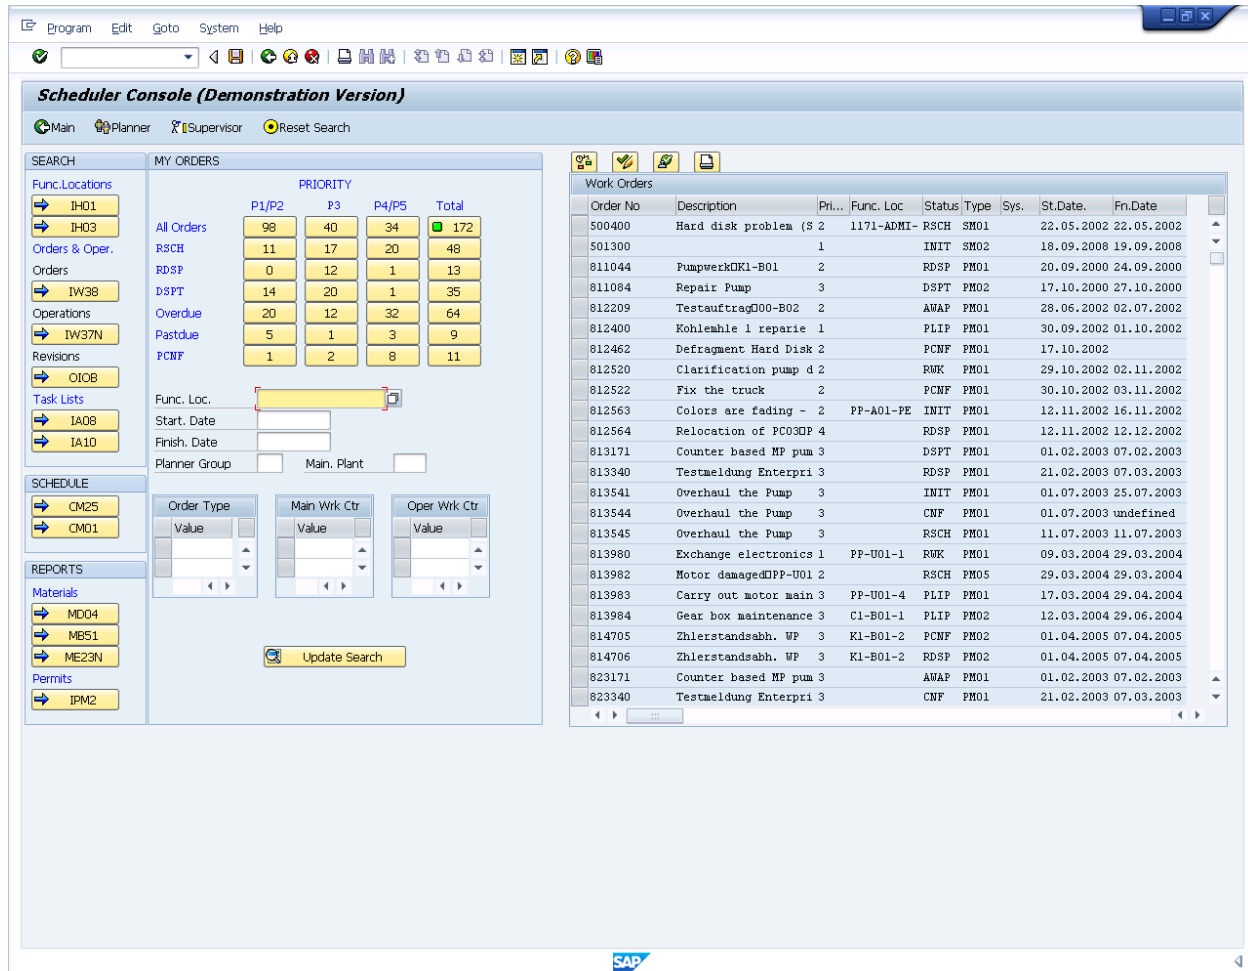 Program Edit Goto System Help
Scheduler Console (Demonstration Version)
Main Planner Supervisor Reset Search
SEARCH
Func.Locations
IH01
IH03
Orders & Oper.
Orders
IW38
Operations
IW37N
Revisions
OIOB
Task Lists
IA08
IA10
SCHEDULE
CM25
CM01
REPORTS
Materials
MD04
MB51
ME23N
Permits
IPM2
MY ORDERS
PRIORITY
P1/P2 P3 P4/P5 Total
All Orders 98 40 34 172
RSCH 11 17 20 48
RDSP 0 12 1 13
DSPT 14 20 1 35
Overdue 20 12 32 64
Pastdue 5 1 3 9
PCNF 1 2 8 11
Func. Loc.
Start. Date
Finish. Date
Planner Group Main. Plant
Order Type Main Wrk Ctr Oper Wrk Ctr
Value Value Value
Update Search
Work Orders
Order No Description Pri... Func. Loc Status Type Sys. St.Date. Fn.Date
500400 Hard disk problem (S 2 1171-ADMI- RSCH SM01 22.05.2002 22.05.2002
501300 1 INIT SM02 18.09.2008 19.09.2008
811044 Pumpwerk▯K1-B01 2 RDSP PM01 20.09.2000 24.09.2000
811084 Repair Pump 3 DSPT PM02 17.10.2000 27.10.2000
812209 Testauftrag▯00-B02 2 AWAP PM01 28.06.2002 02.07.2002
812400 Kohlemhle 1 reparie 1 PLIP PM01 30.09.2002 01.10.2002
812462 Defragment Hard Disk 2 PCNF PM01 17.10.2002
812520 Clarification pump d 2 RWK PM01 29.10.2002 02.11.2002
812522 Fix the truck 2 PCNF PM01 30.10.2002 03.11.2002
812563 Colors are fading - 2 PP-A01-PE INIT PM01 12.11.2002 16.11.2002
812564 Relocation of PC03▯P 4 RDSP PM01 12.11.2002 12.12.2002
813171 Counter based MP pum 3 DSPT PM01 01.02.2003 07.02.2003
813340 Testmeldung Enterpri 3 RDSP PM01 21.02.2003 07.03.2003
813541 Overhaul the Pump 3 INIT PM01 01.07.2003 25.07.2003
813544 Overhaul the Pump 3 CNF PM01 01.07.2003 undefined
813545 Overhaul the Pump 3 RSCH PM01 11.07.2003 11.07.2003
813980 Exchange electronics 1 PP-U01-1 RWK PM01 09.03.2004 29.03.2004
813982 Motor damaged▯PP-U01 2 RSCH PM05 29.03.2004 29.03.2004
813983 Carry out motor main 3 PP-U01-4 PLIP PM01 17.03.2004 29.04.2004
813984 Gear box maintenance 3 C1-B01-1 PLIP PM02 12.03.2004 29.06.2004
814705 Zhlerstandsabh. WP 3 K1-B01-2 PCNF PM02 01.04.2005 07.04.2005
814706 Zhlerstandsabh. WP 3 K1-B01-2 RDSP PM02 01.04.2005 07.04.2005
823171 Counter based MP pum 3 AWAP PM01 01.02.2003 07.02.2003
823340 Testmeldung Enterpri 3 CNF PM01 21.02.2003 07.03.2003
SAP